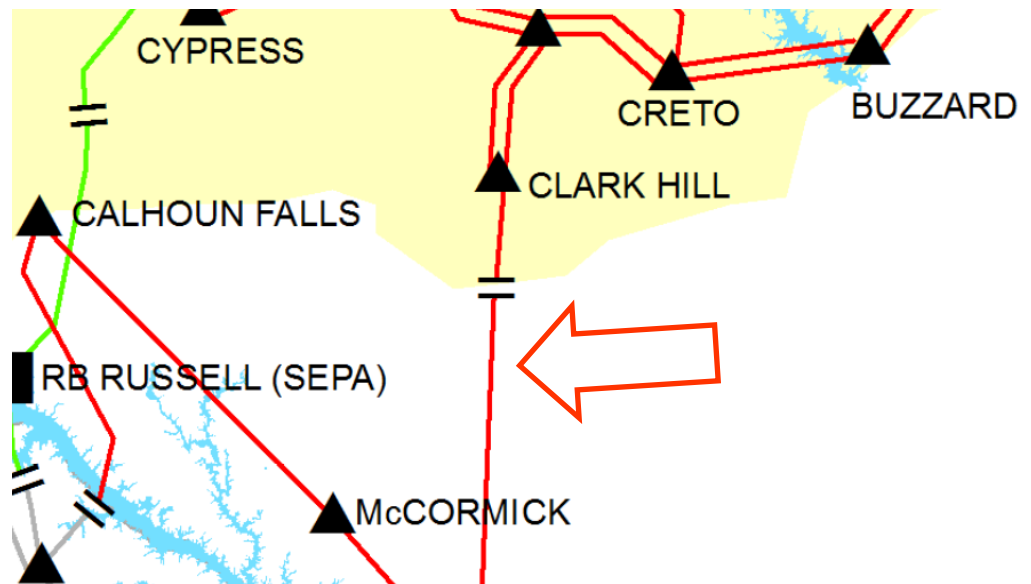 CYPRESS
CRETO
BUZZARD
CLARK HILL
CALHOUN FALLS
RB RUSSELL (SEPA)
McCORMICK